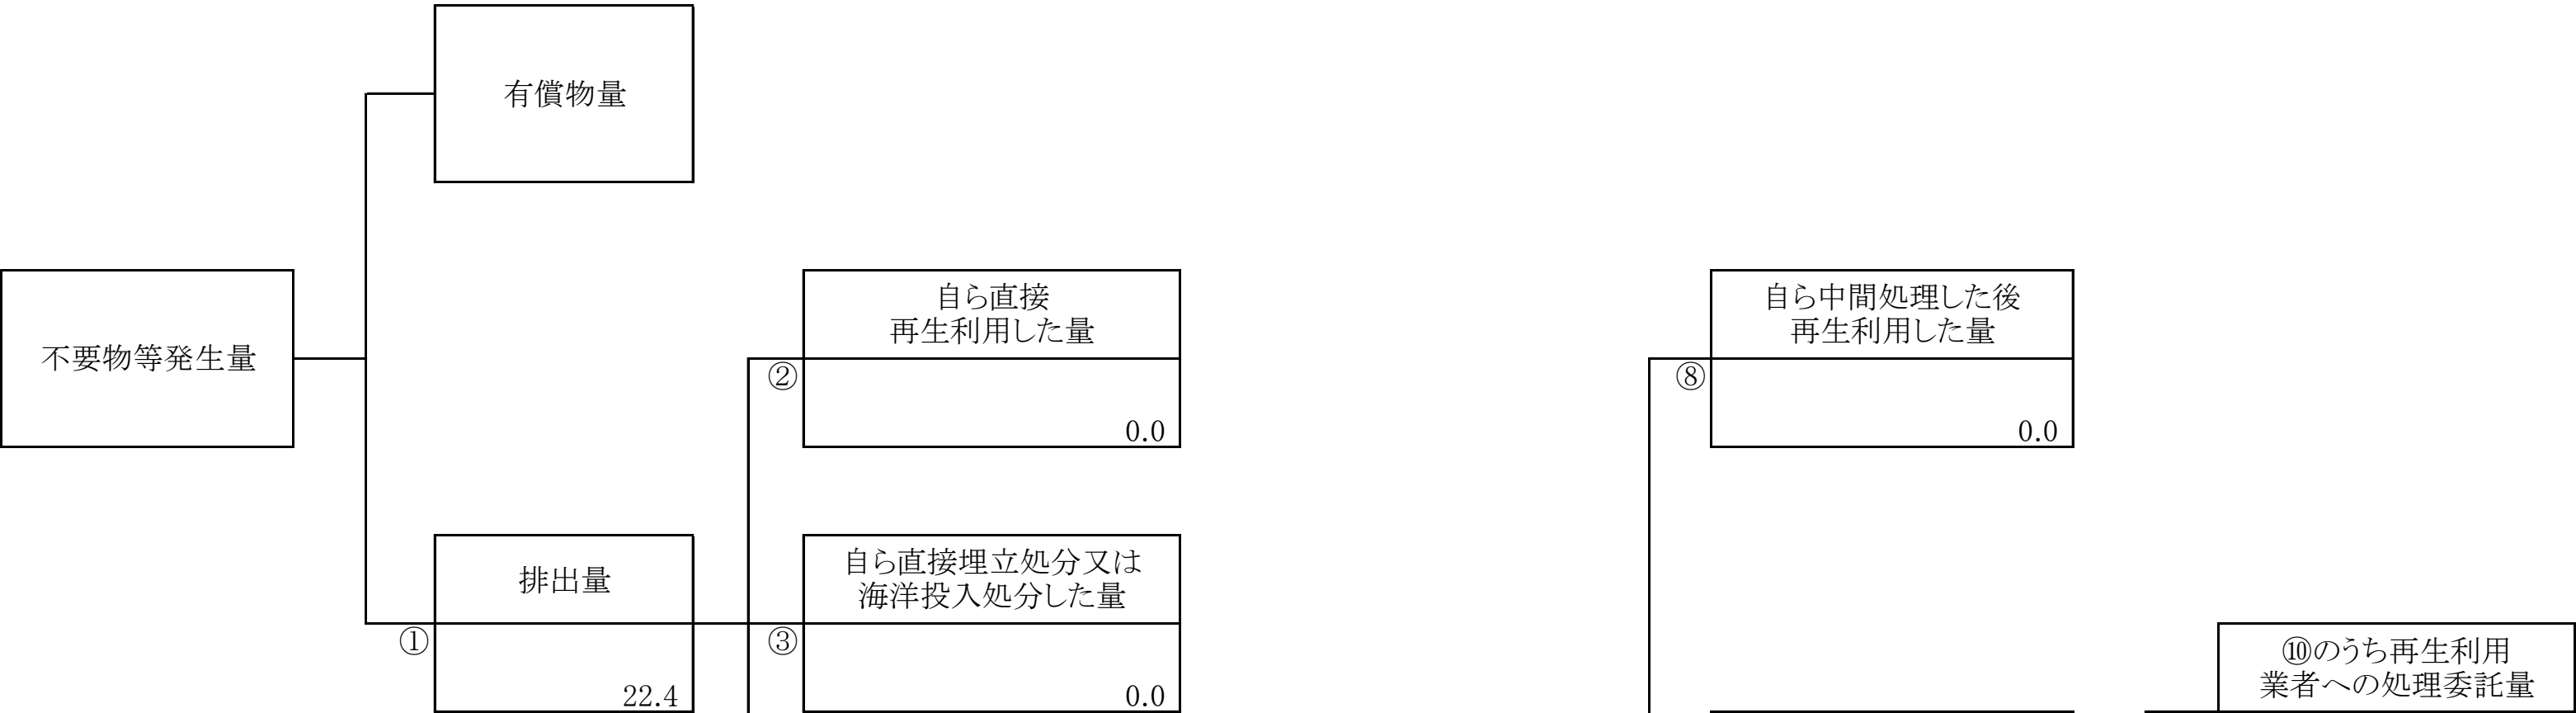 有償物量
不要物等発生量
自ら直接
再生利用した量
②
0.0
自ら中間処理した後
再生利用した量
⑧
0.0
排出量
①
22.4
自ら直接埋立処分又は
海洋投入処分した量
③
0.0
⑩のうち再生利用
業者への処理委託量